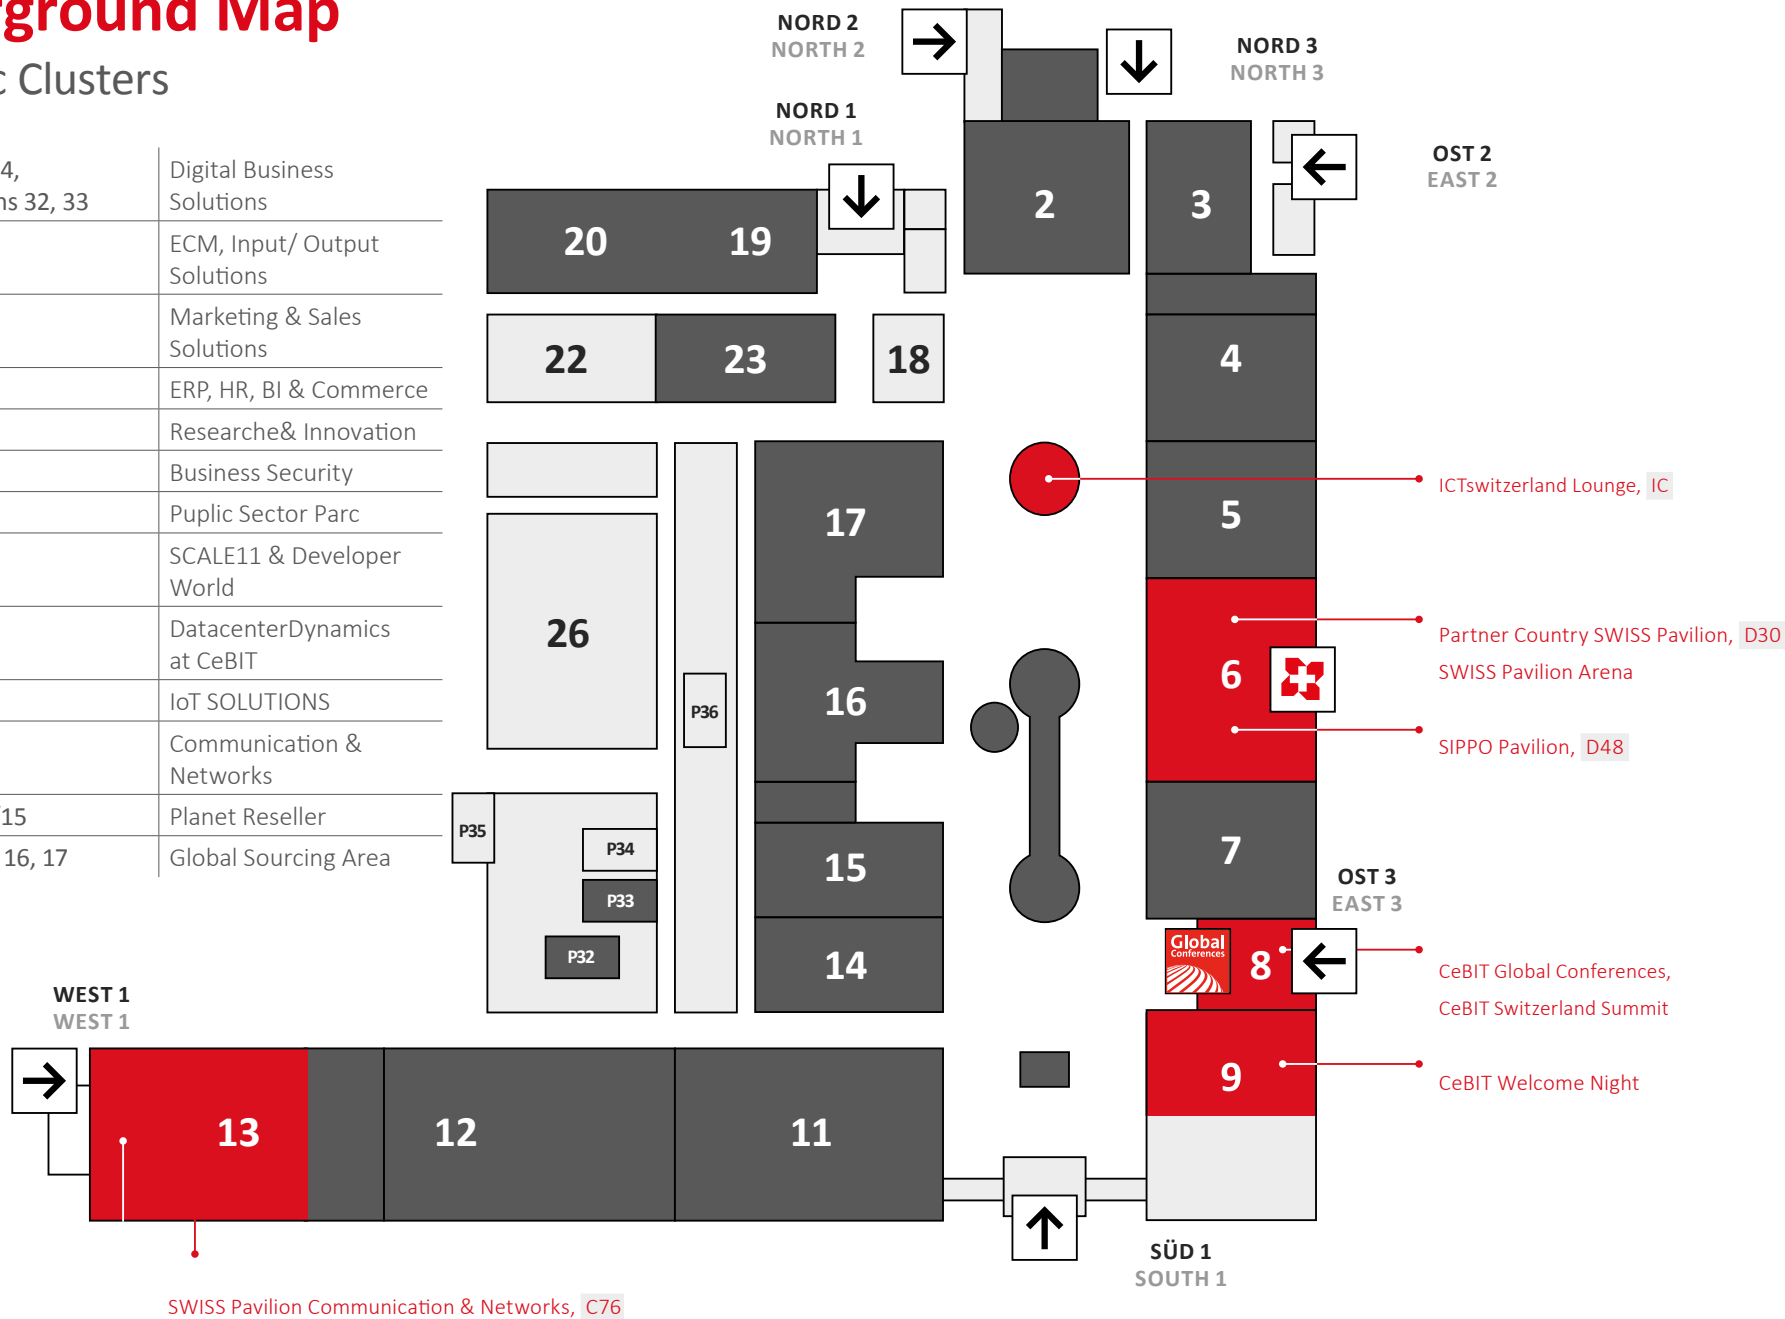 Map
Clusters
NORD 2
NORTH 2
NORD 3
NORTH 3
NORD 1
NORTH 1
OST 2
EAST 2
4,
32, 33
Digital Business
Solutions
ECM, Input/ Output
Solutions
Marketing & Sales
Solutions
ERP, HR, BI & Commerce
Researche& Innovation
Business Security
Puplic Sector Parc
SCALE11 & Developer
World
DatacenterDynamics
at CeBIT
IoT SOLUTIONS
Communication &
Networks
15
Planet Reseller
16, 17
Global Sourcing Area
2
3
20
19
22
23
18
4
17
5
26
16
6
P36
P35
P34
P33
P32
15
14
7
OST 3
EAST 3
Global
Conferences
8
9
WEST 1
WEST 1
13
12
11
SÜD 1
SOUTH 1
ICTswitzerland Lounge, IC
Partner Country SWISS Pavilion, D30
SWISS Pavilion Arena
SIPPO Pavilion, D48
CeBIT Global Conferences,
CeBIT Switzerland Summit
CeBIT Welcome Night
SWISS Pavilion Communication & Networks, C76